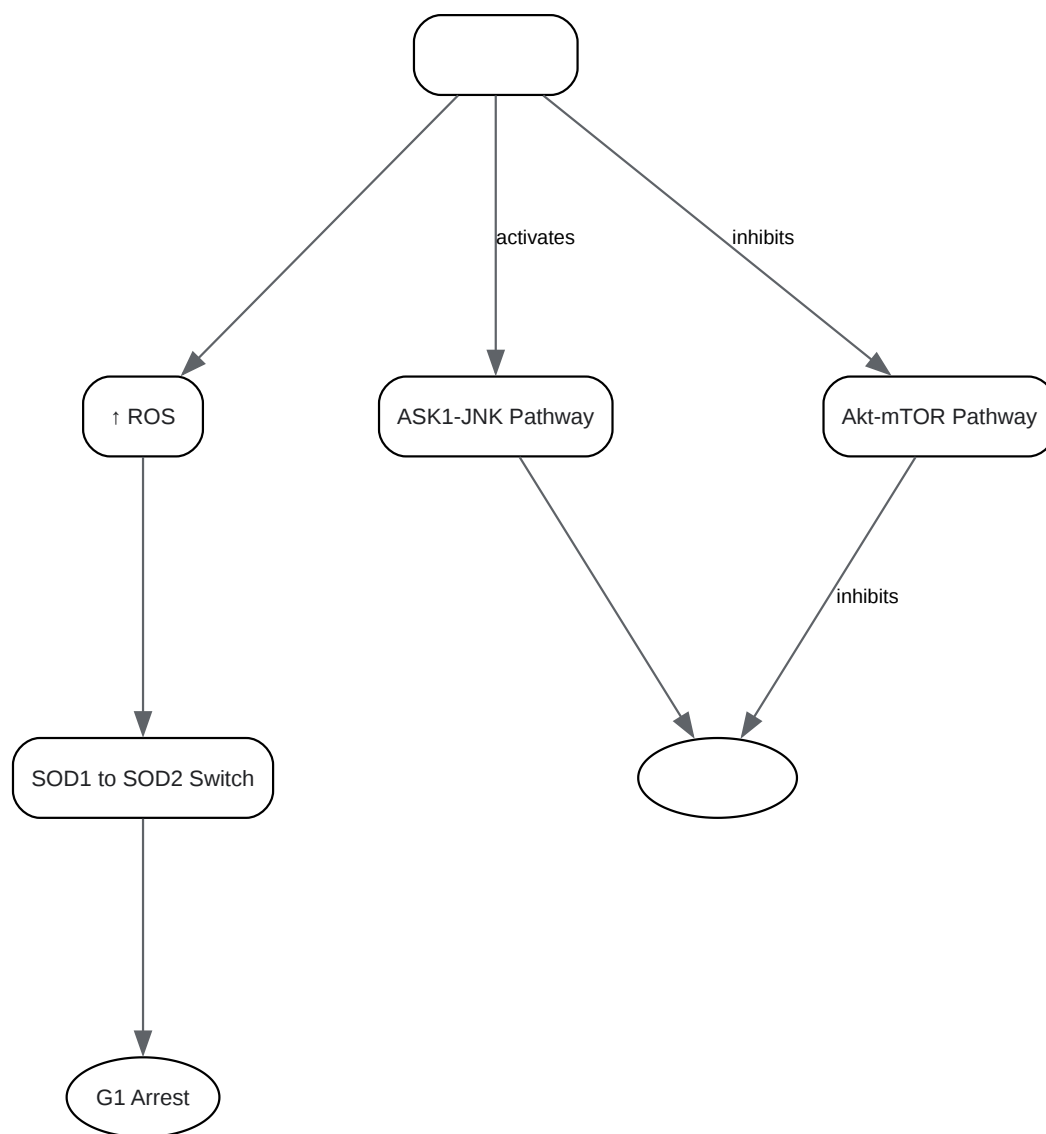 activates
inhibits
↑ ROS
ASK1-JNK Pathway
Akt-mTOR Pathway
inhibits
SOD1 to SOD2 Switch
G1 Arrest